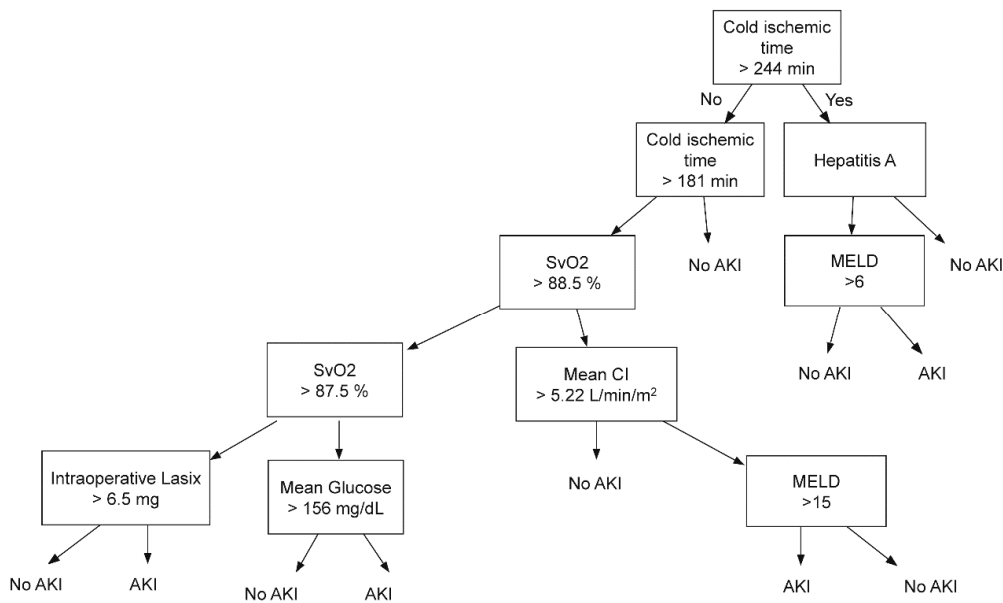 Cold ischemic
time
> 244 min
No
Yes
Cold ischemic
time
> 181 min
Hepatitis A
SvO2
> 88.5 %
No AKI
MELD
>6
No AKI
SvO2
> 87.5 %
Mean CI
> 5.22 L/min/m²
No AKI
AKI
Intraoperative Lasix
> 6.5 mg
Mean Glucose
> 156 mg/dL
No AKI
MELD
>15
No AKI
AKI
No AKI
AKI
AKI
No AKI